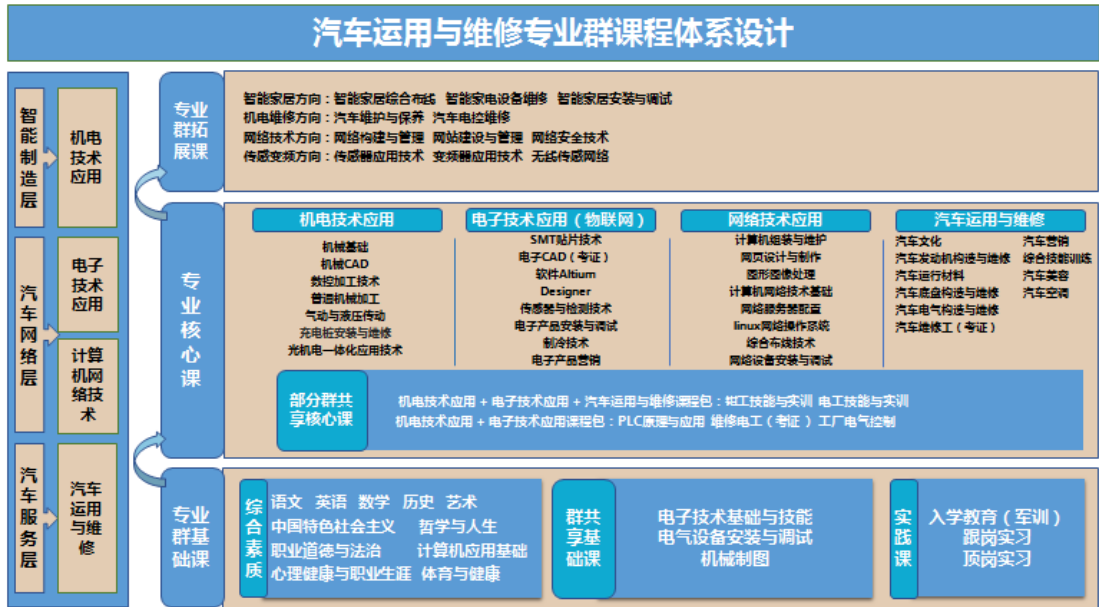 汽车运用与维修专业群课程体系设计
智能制造层
机电技术应用
汽车网络层
电子技术应用
计算机网络技术
汽车服务层
汽车运用与维修
专业群拓展课
智能家居方向：智能家居综合布线 智能家电设备维修 智能家居安装与调试
机电维修方向：汽车维护与保养 汽车电控维修
网络技术方向：网络构建与管理 网站建设与管理 网络安全技术
传感变频方向：传感器应用技术 变频器应用技术 无线传感网络
专业核心课
机电技术应用
机械基础
机械CAD
数控加工技术
普通机械加工
气动与液压传动
充电桩安装与维修
光机电一体化应用技术
电子技术应用（物联网）
SMT贴片技术
电子CAD（考证）
软件Altium
Designer
传感器与检测技术
电子产品安装与调试
制冷技术
电子产品营销
网络技术应用
计算机组装与维护
网页设计与制作
图形图像处理
计算机网络技术基础
网络服务器配置
linux网络操作系统
综合布线技术
网络设备安装与调试
汽车运用与维修
汽车文化 汽车营销
汽车发动机构造与维修 综合技能训练
汽车运行材料 汽车美容
汽车底盘构造与维修 汽车空调
汽车电气构造与维修
汽车维修工（考证）
部分群共享核心课
机电技术应用 + 电子技术应用 + 汽车运用与维修课程包：钳工技能与实训 电工技能与实训
机电技术应用 + 电子技术应用课程包：PLC原理与应用 维修电工（考证 ）工厂电气控制
专业群基础课
综合素质
语文 英语 数学 历史 艺术
中国特色社会主义 哲学与人生
职业道德与法治 计算机应用基础
心理健康与职业生涯 体育与健康
群共享基础课
电子技术基础与技能
电气设备安装与调试
机械制图
实践课
入学教育（军训）
跟岗实习
顶岗实习